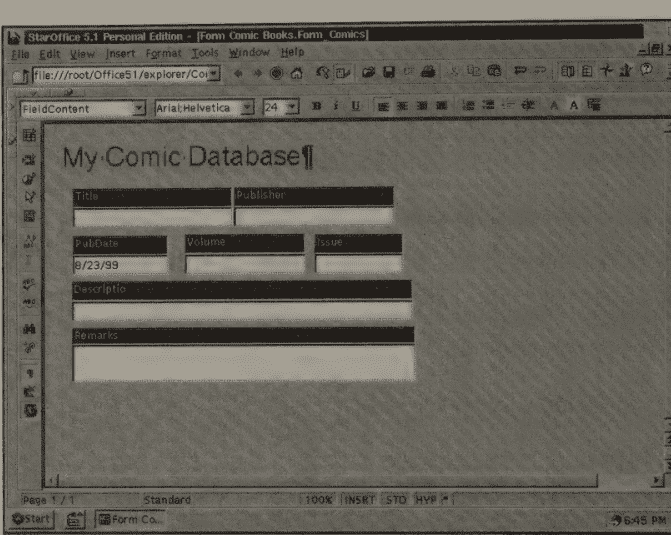 StarOffice 5.1 Personal Edition - [Form Comic Books.Form_Comics]
File Edit View Insert Format Tools Window Help
file:///root/Office51/explorer/Co
FieldContent Arial;Helvetica 24 B i U A A
My Comic Database¶
Title Publisher
PubDate Volume Issue
8/23/99
Descriptio
Remarks
Page 1 / 1 Standard 100% INSRT STD HYP *
Start Form Co... 6:45 PM